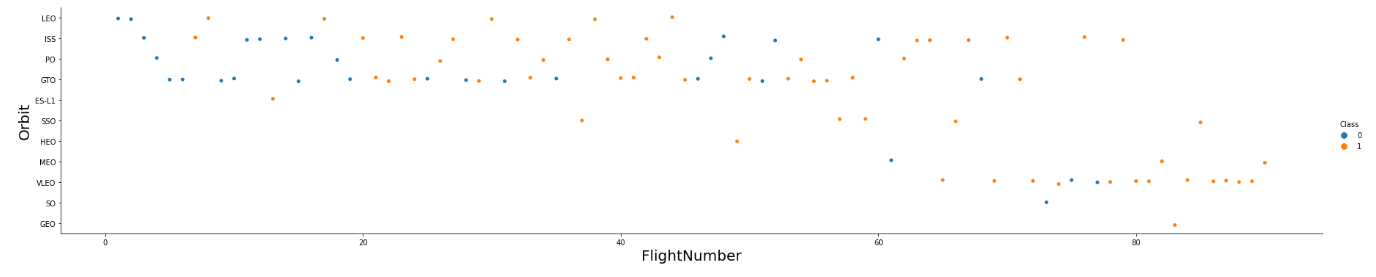 LEO
ISS
PO
GTO
ES-L1
SSO
HEO
MEO
VLEO
SO
GEO
Orbit
0 20 40 60 80
FlightNumber
Class
0
1